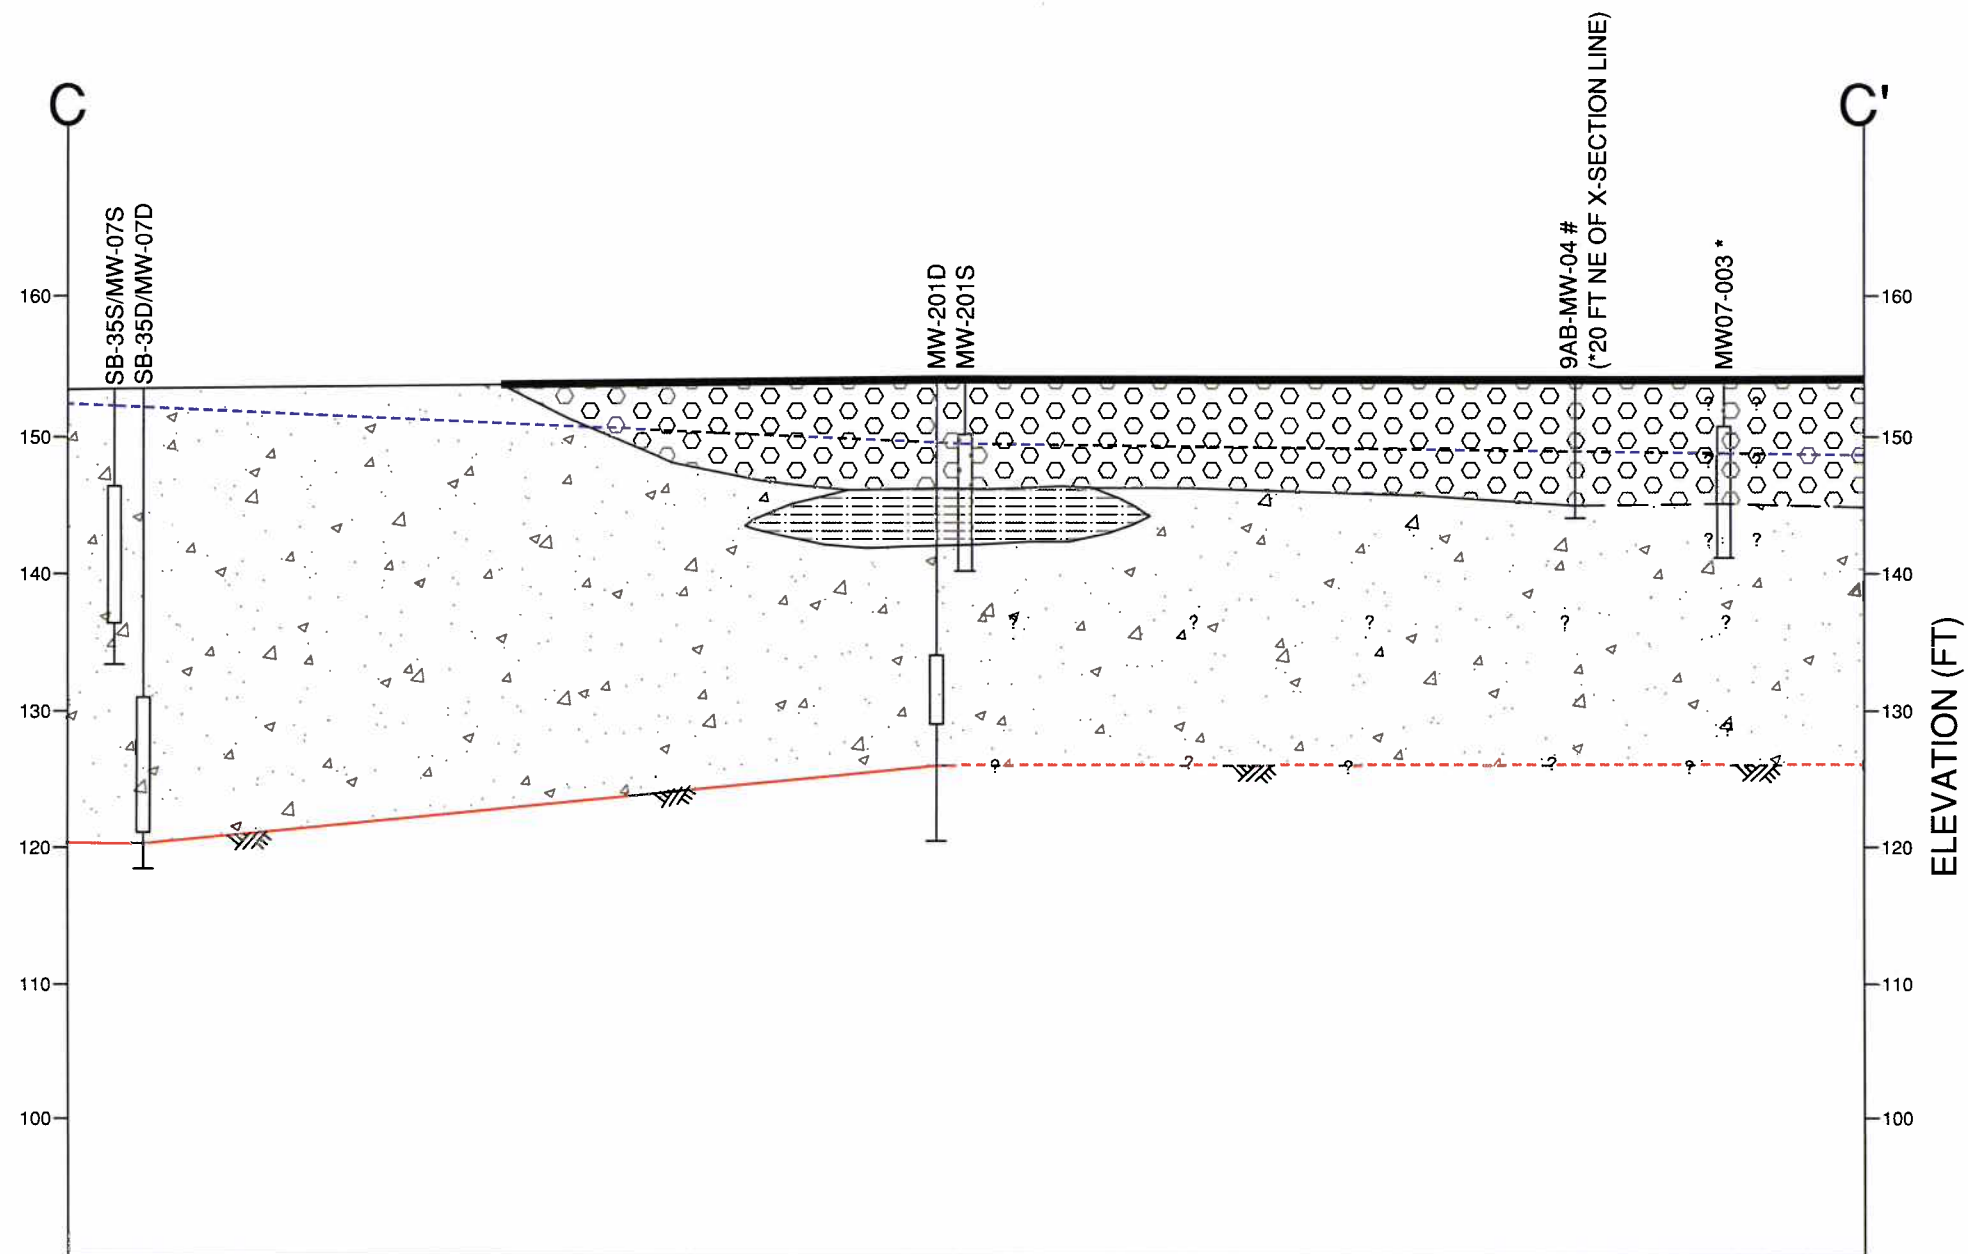 C
C'
SB-35S/MW-07S
SB-35D/MW-07D
MW-201D
MW-201S
9AB-MW-04 #
(*20 FT NE OF X-SECTION LINE)
MW07-003 *
160
160
150
150
? ?
? ?
140
140
? ?
? ? ? ? ?
130
130
? ? ? ? ?
120
120
110
110
100
100
ELEVATION (FT)